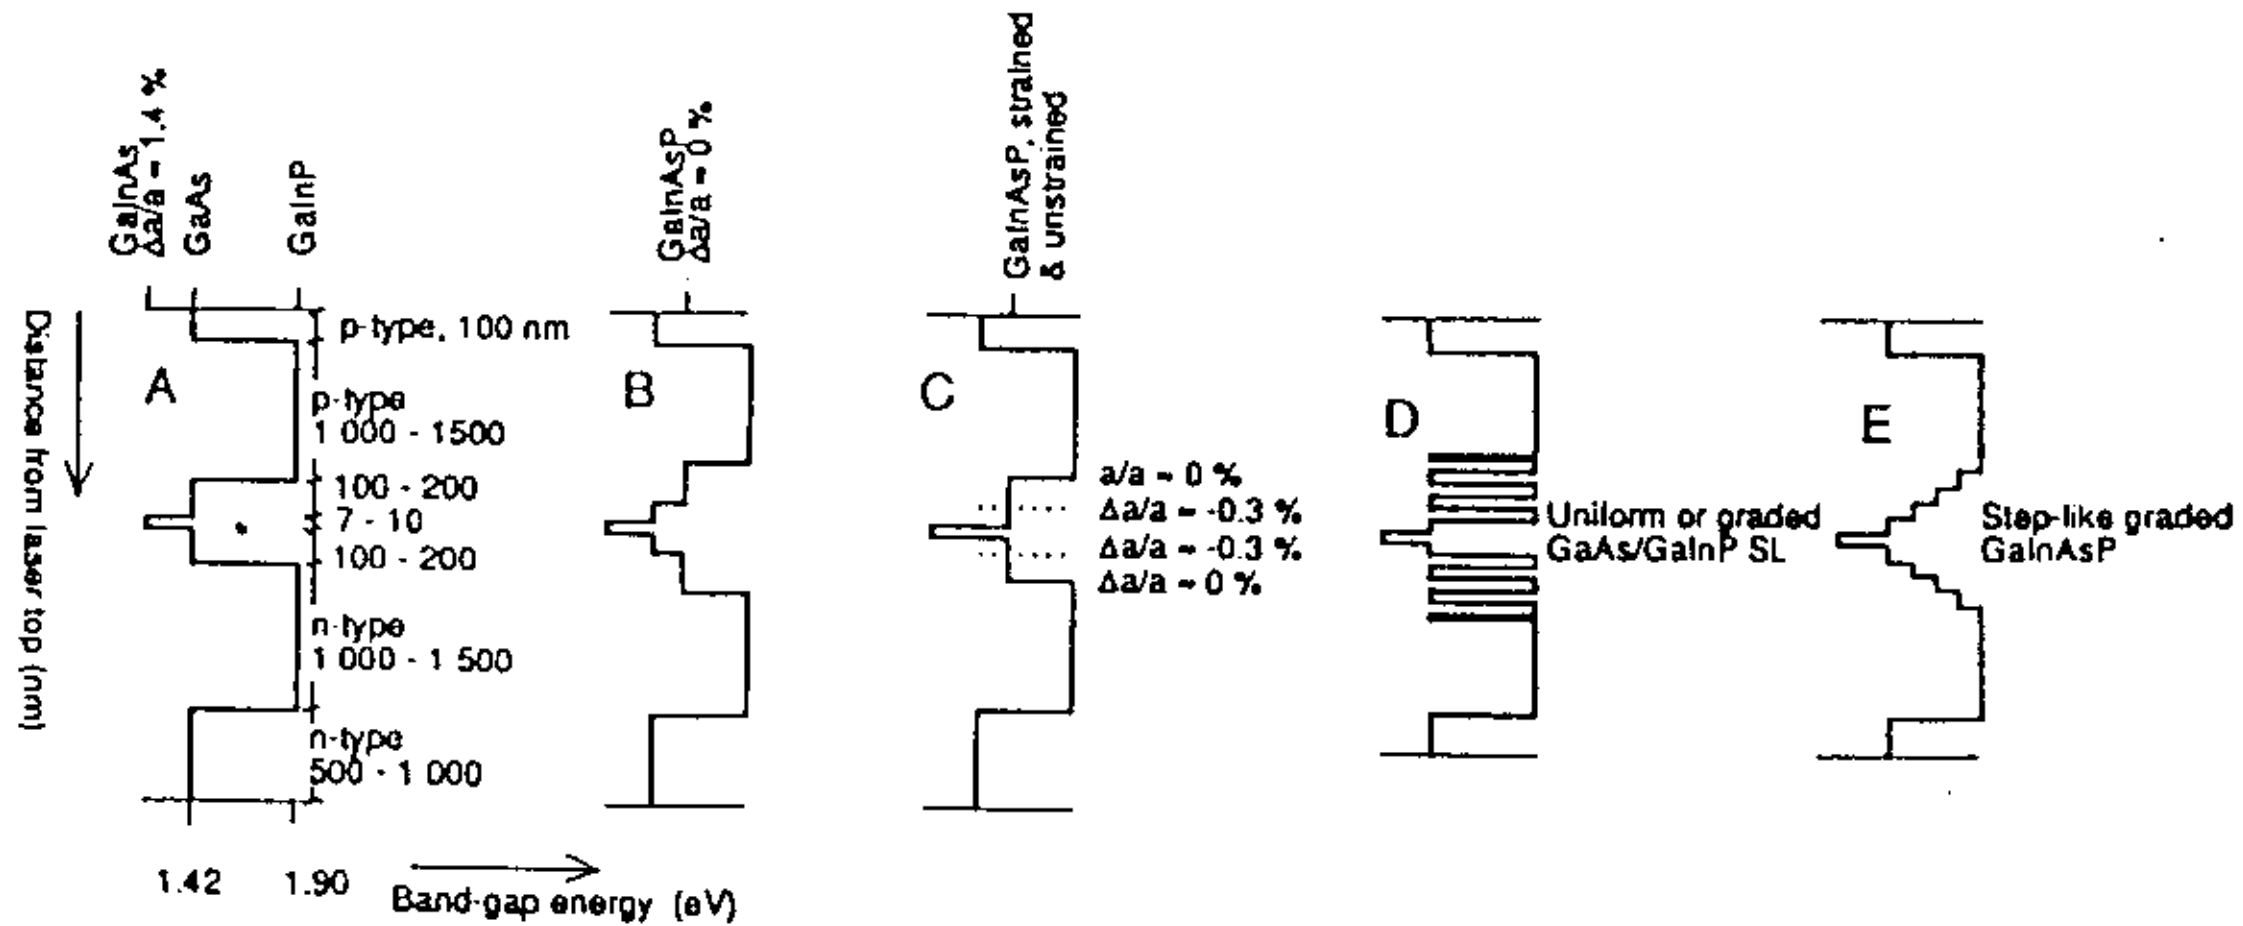 GaInAs
Δa/a ~ 1.4 %
GaAs
GaInP
GaInAsP
Δa/a ~ 0 %
GaInAsP, strained
& unstrained
Distance from laser top (nm)
A
p-type, 100 nm
p-type
1 000 - 1500
100 - 200
7 - 10
100 - 200
n-type
1 000 - 1 500
n-type
500 - 1 000
B
C
a/a ~ 0 %
Δa/a ~ -0.3 %
Δa/a ~ -0.3 %
Δa/a ~ 0 %
D
Uniform or graded
GaAs/GaInP SL
E
Step-like graded
GaInAsP
1.42
1.90
Band-gap energy (eV)